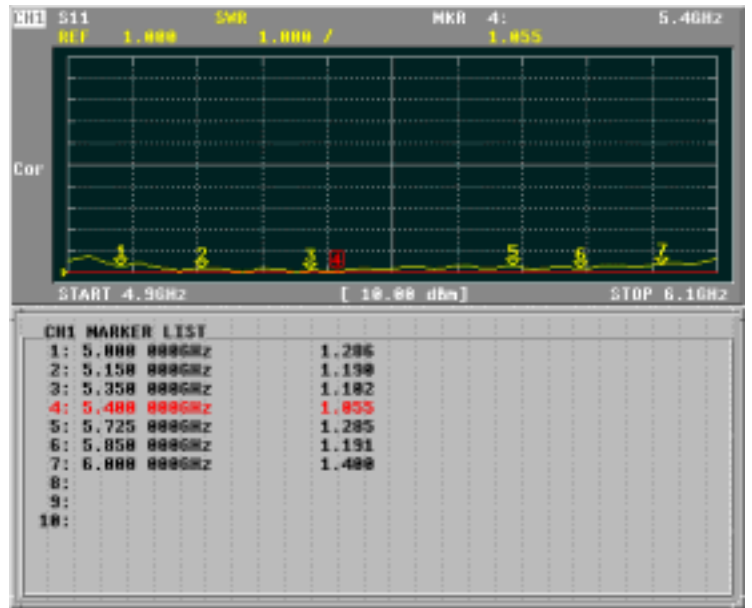 CH1 S11 SWR MKR 4: 5.4GHz
REF 1.000 1.000 / 1.055
1 2 3 4 5 6 7
Cor
START 4.9GHz [ 10.00 dBm] STOP 6.1GHz
CH1 MARKER LIST
1: 5.000 000GHz 1.206
2: 5.150 000GHz 1.190
3: 5.350 000GHz 1.102
4: 5.400 000GHz 1.055
5: 5.725 000GHz 1.205
6: 5.850 000GHz 1.191
7: 6.000 000GHz 1.400
8:
9:
10: